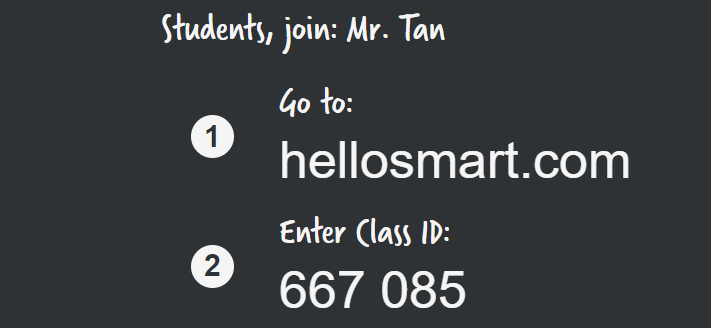 Students, join: Mr. Tan
1
Go to:
hellosmart.com
2
Enter Class ID:
667 085